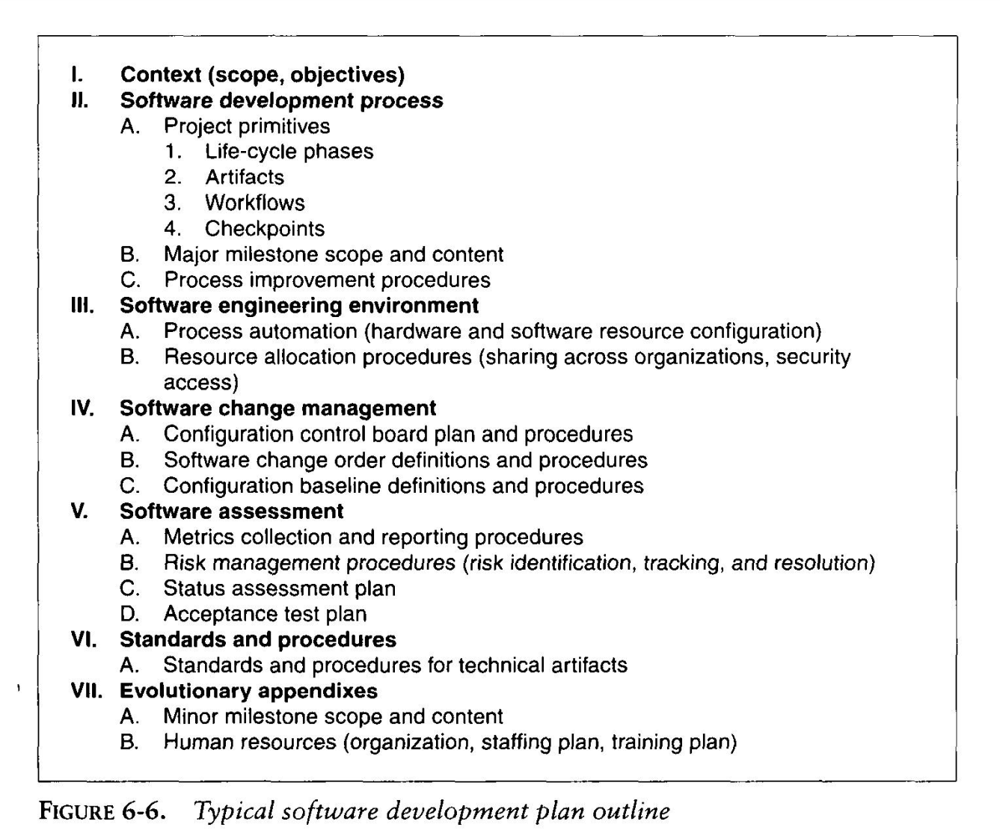 I. Context (scope, objectives)
II. Software development process
A. Project primitives
1. Life-cycle phases
2. Artifacts
3. Workflows
4. Checkpoints
B. Major milestone scope and content
C. Process improvement procedures
III. Software engineering environment
A. Process automation (hardware and software resource configuration)
B. Resource allocation procedures (sharing across organizations, security
access)
IV. Software change management
A. Configuration control board plan and procedures
B. Software change order definitions and procedures
C. Configuration baseline definitions and procedures
V. Software assessment
A. Metrics collection and reporting procedures
B. Risk management procedures (risk identification, tracking, and resolution)
C. Status assessment plan
D. Acceptance test plan
VI. Standards and procedures
A. Standards and procedures for technical artifacts
VII. Evolutionary appendixes
A. Minor milestone scope and content
B. Human resources (organization, staffing plan, training plan)
FIGURE 6-6. Typical software development plan outline